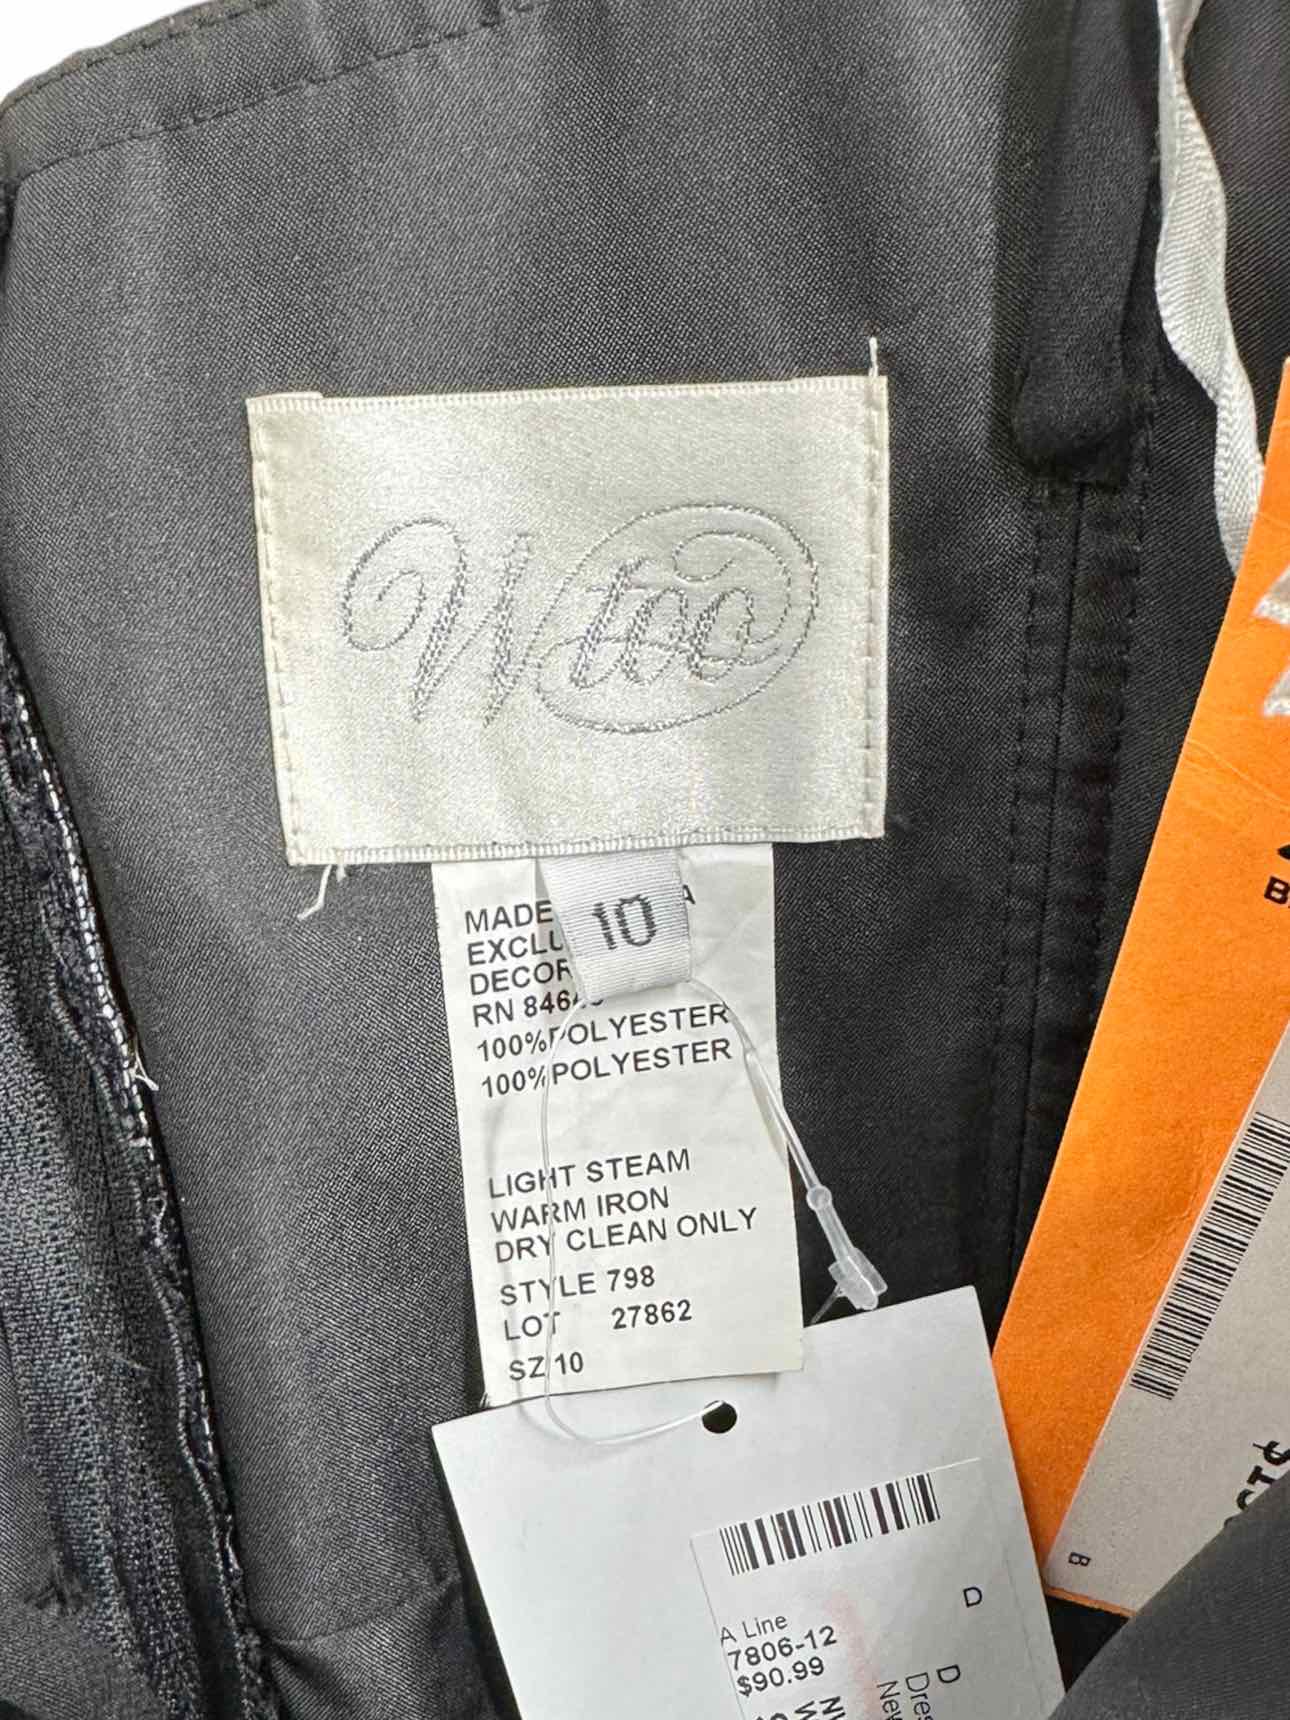 Wtoo
10
MADE A
EXCLU
DECOR
RN 846
100% POLYESTER
100% POLYESTER
LIGHT STEAM
WARM IRON
DRY CLEAN ONLY
STYLE 798
LOT 27862
SZ 10
A Line
7806-12
$90.99
D
D
Dres
New
B
B